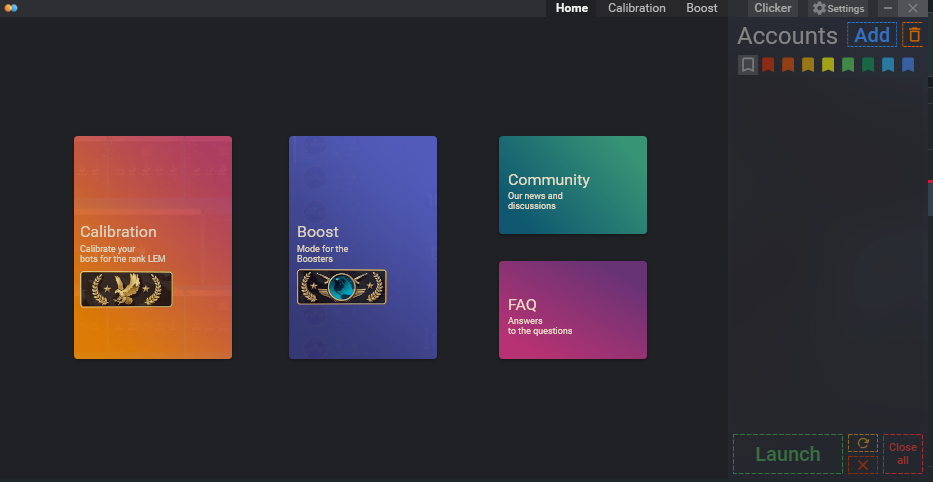 Home
Calibration
Boost
Clicker
Settings
Accounts
Add
Calibration
Calibrate your
bots for the rank LEM
Boost
Mode for the
Boosters
Community
Our news and
discussions
FAQ
Answers
to the questions
Launch
Close
all